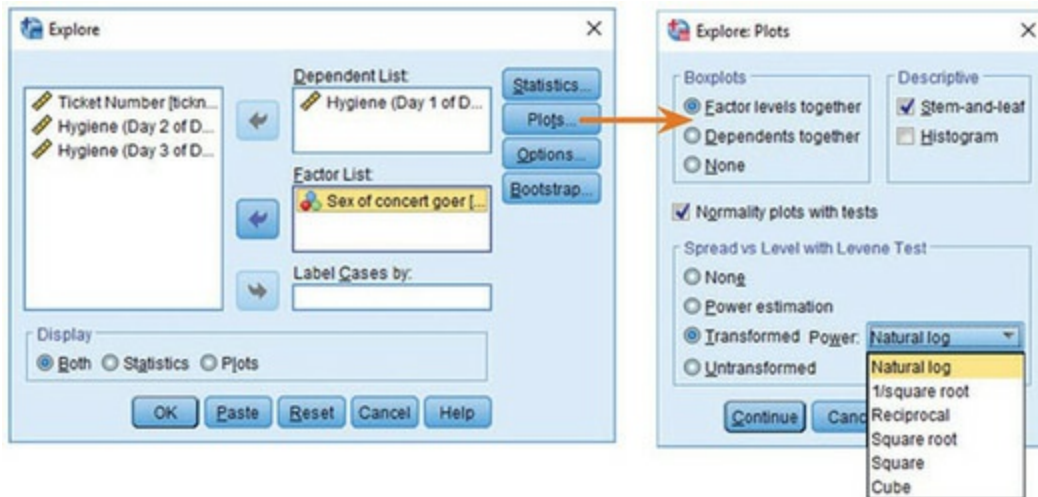 Explore
Ticket Number [tickn...
Hygiene (Day 2 of D...
Hygiene (Day 3 of D...
Dependent List:
Hygiene (Day 1 of D...
Factor List:
Sex of concert goer [...
Label Cases by:
Statistics...
Plots...
Options...
Bootstrap...
Display
Both Statistics Plots
OK Paste Reset Cancel Help
Explore: Plots
Boxplots
Factor levels together
Dependents together
None
Descriptive
Stem-and-leaf
Histogram
Normality plots with tests
Spread vs Level with Levene Test
None
Power estimation
Transformed Power: Natural log
Untransformed
Natural log
1/square root
Reciprocal
Square root
Square
Cube
Continue Canc